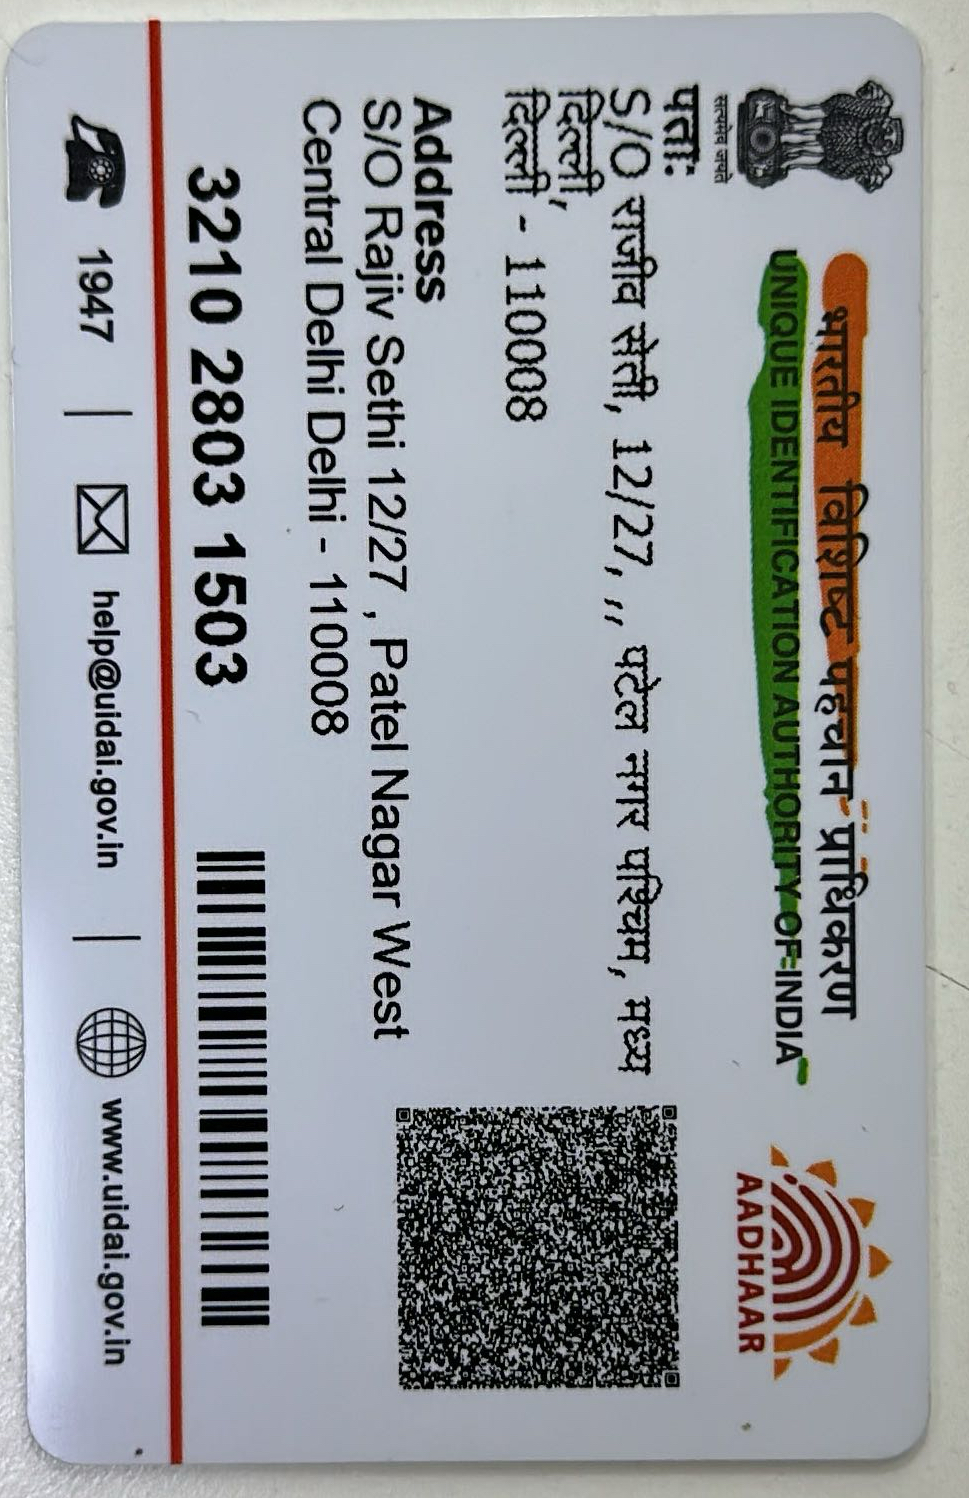 सत्यमेव जयते
भारतीय विशिष्ट पहचान प्राधिकरण
UNIQUE IDENTIFICATION AUTHORITY OF INDIA
AADHAAR
पता:
S/O राजीव सेती, 12/27, ,, पटेल नगर पश्चिम, मध्य
दिल्ली,
दिल्ली - 110008
Address
S/O Rajiv Sethi 12/27 , Patel Nagar West
Central Delhi Delhi - 110008
3210 2803 1503
1947 | help@uidai.gov.in | www.uidai.gov.in